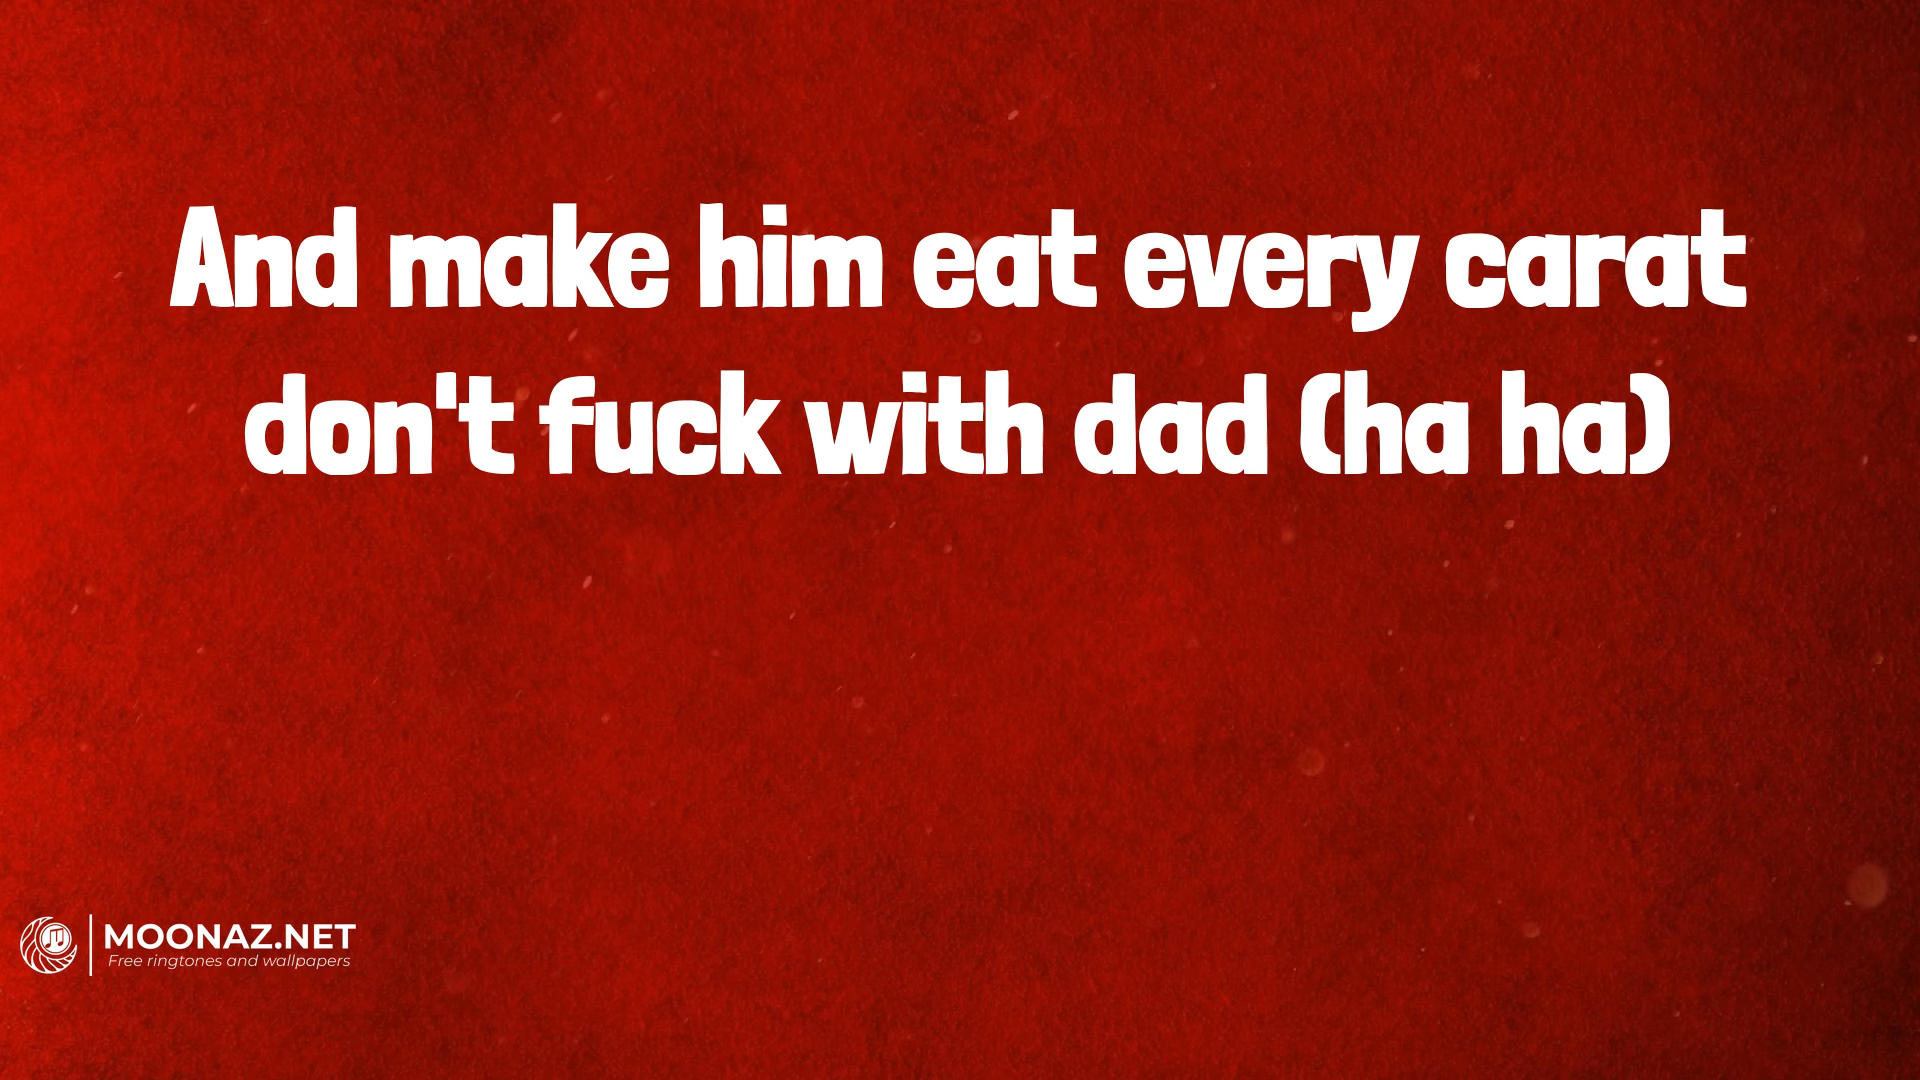 And make him eat every carat
don't fuck with dad (ha ha)
MOONAZ.NET
Free ringtones and wallpapers